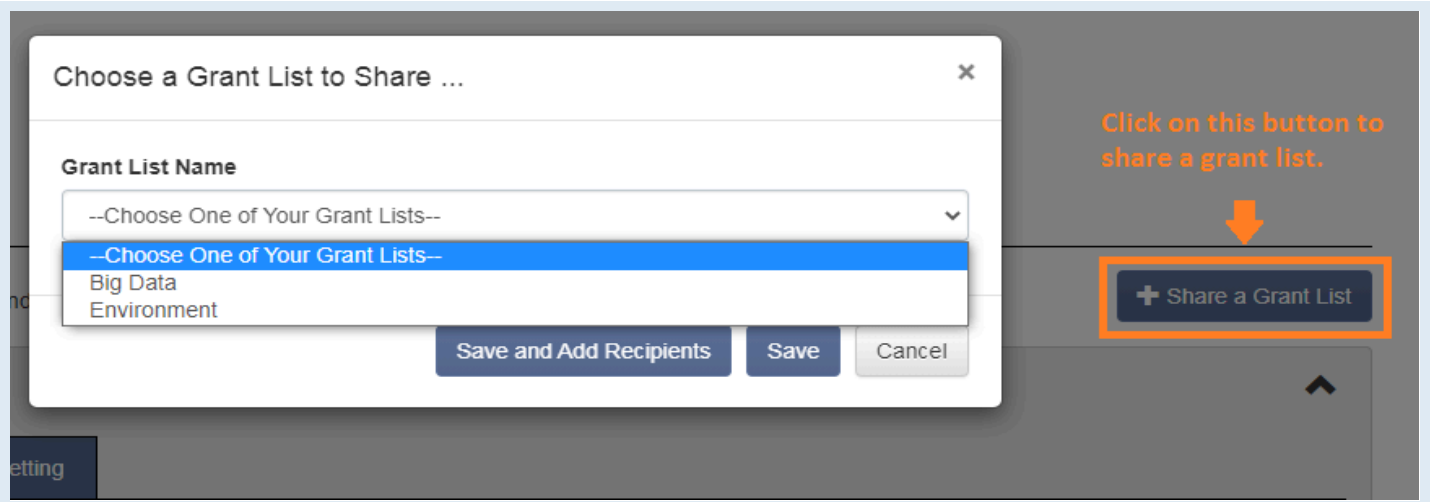 Choose a Grant List to Share ...
×
Click on this button to
share a grant list.
Grant List Name
--Choose One of Your Grant Lists--
--Choose One of Your Grant Lists--
Big Data
Environment
+ Share a Grant List
Save and Add Recipients
Save
Cancel